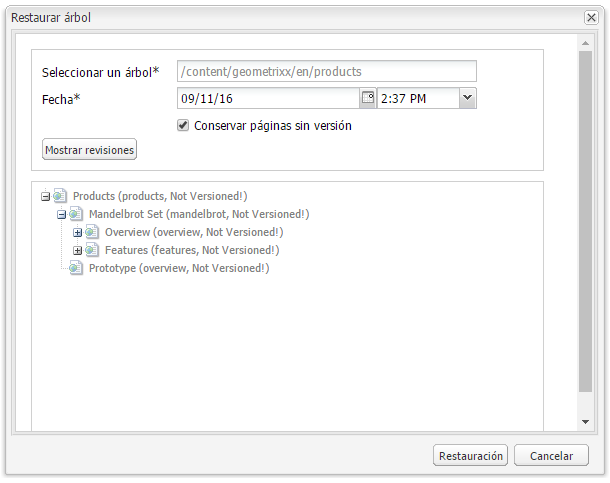 Restaurar árbol
Seleccionar un árbol* /content/geometrixx/en/products
Fecha* 09/11/16 2:37 PM
Conservar páginas sin versión
Mostrar revisiones
Products (products, Not Versioned!)
Mandelbrot Set (mandelbrot, Not Versioned!)
Overview (overview, Not Versioned!)
Features (features, Not Versioned!)
Prototype (overview, Not Versioned!)
Restauración Cancelar